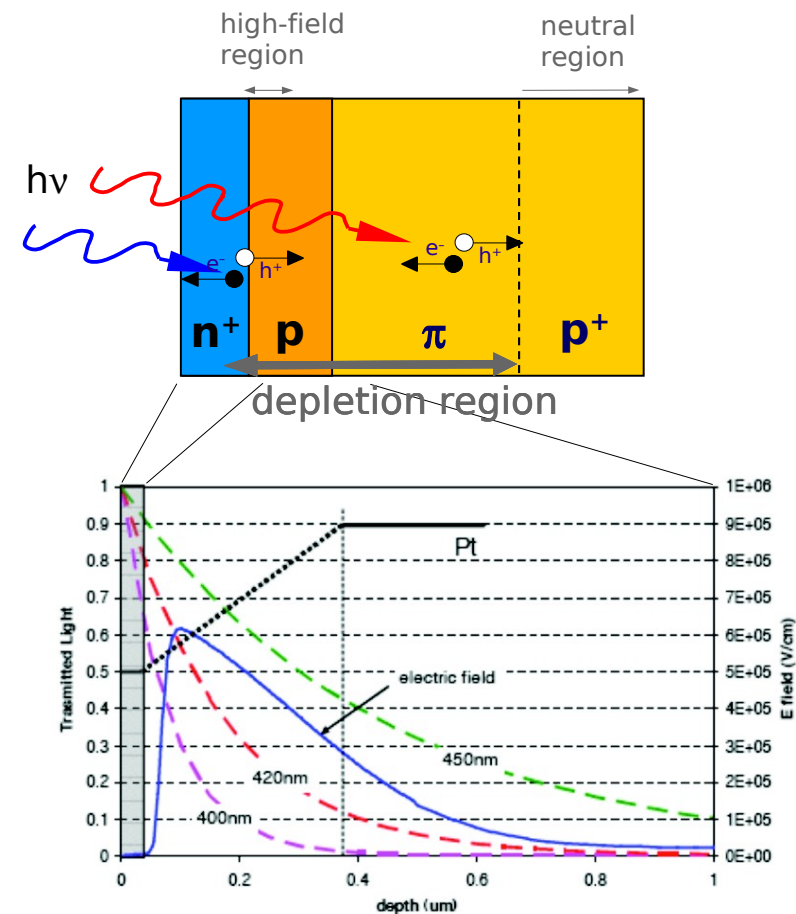 high-field
region
neutral
region
hν
e-
h+
e-
h+
n+
p
π
p+
depletion region
1
0.9
0.8
0.7
0.6
0.5
0.4
0.3
0.2
0.1
0
Trasmitted Light
1E+06
9E+05
8E+05
7E+05
6E+05
5E+05
4E+05
3E+05
2E+05
1E+05
0E+00
E field (V/cm)
Pt
electric field
450nm
420nm
400nm
0
0.2
0.4
0.6
0.8
1
depth (um)